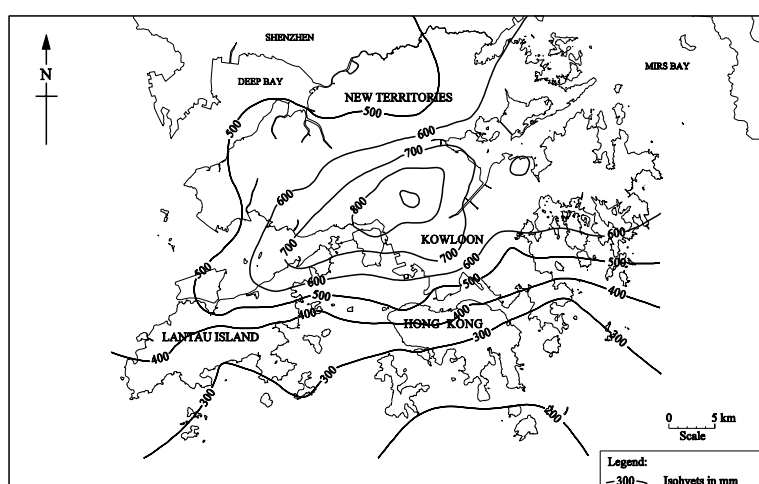 SHENZHEN
N
DEEP BAY
MIRS BAY
NEW TERRITORIES
500
500
600
700
600
800
700
KOWLOON
700
600
600
500
500
600
500
500
600
400
400
400
HONG KONG
LANTAU ISLAND
400
300
300
300
300
200
0 5 km
Scale
Legend:
300 Isohyets in mm